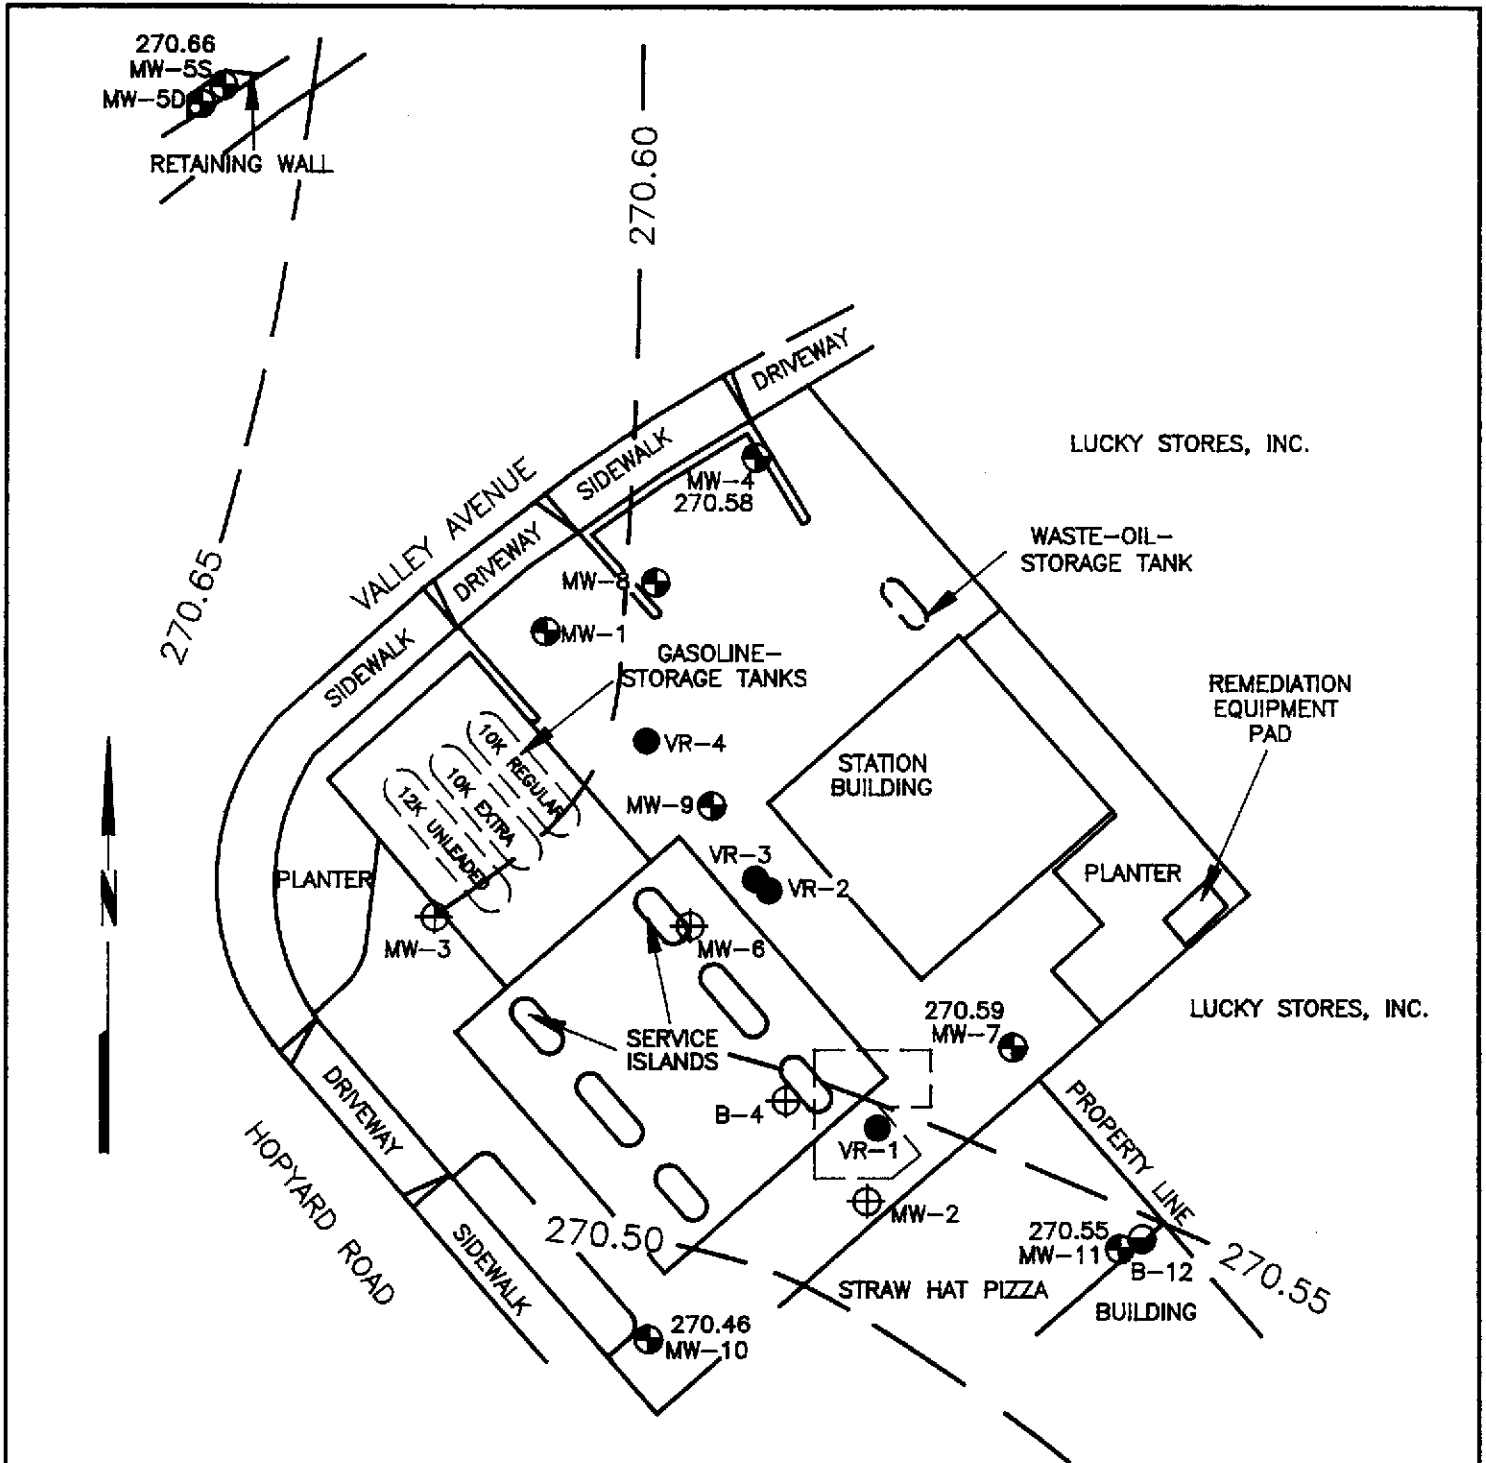 270.66
MW-5S
MW-5D
RETAINING WALL
270.60
270.65
DRIVEWAY
SIDEWALK
VALLEY AVENUE
DRIVEWAY
SIDEWALK
MW-4
270.58
LUCKY STORES, INC.
WASTE-OIL-
STORAGE TANK
MW-8
MW-1
GASOLINE-
STORAGE TANKS
REMEDIATION
EQUIPMENT
PAD
10K REGULAR
10K EXTRA
12K UNLEADED
VR-4
STATION
BUILDING
MW-9
VR-3
VR-2
PLANTER
PLANTER
N
MW-3
MW-6
270.59
MW-7
LUCKY STORES, INC.
SERVICE
ISLANDS
B-4
VR-1
DRIVEWAY
HOPYARD ROAD
SIDEWALK
PROPERTY LINE
MW-2
270.50
270.55
MW-11
B-12
270.55
STRAW HAT PIZZA
BUILDING
270.46
MW-10